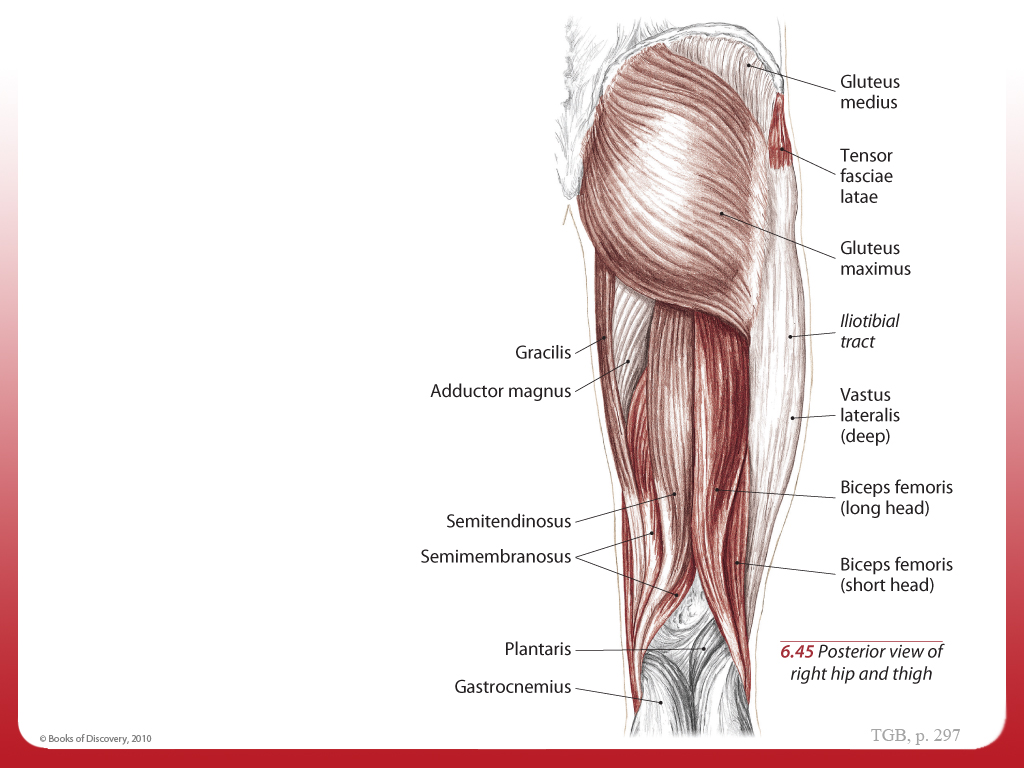 Gluteus
medius
Tensor
fasciae
latae
Gluteus
maximus
Iliotibial
tract
Gracilis
Adductor magnus
Vastus
lateralis
(deep)
Biceps femoris
(long head)
Semitendinosus
Semimembranosus
Biceps femoris
(short head)
Plantaris
Gastrocnemius
6.45 Posterior view of
right hip and thigh
© Books of Discovery, 2010
TGB, p. 297